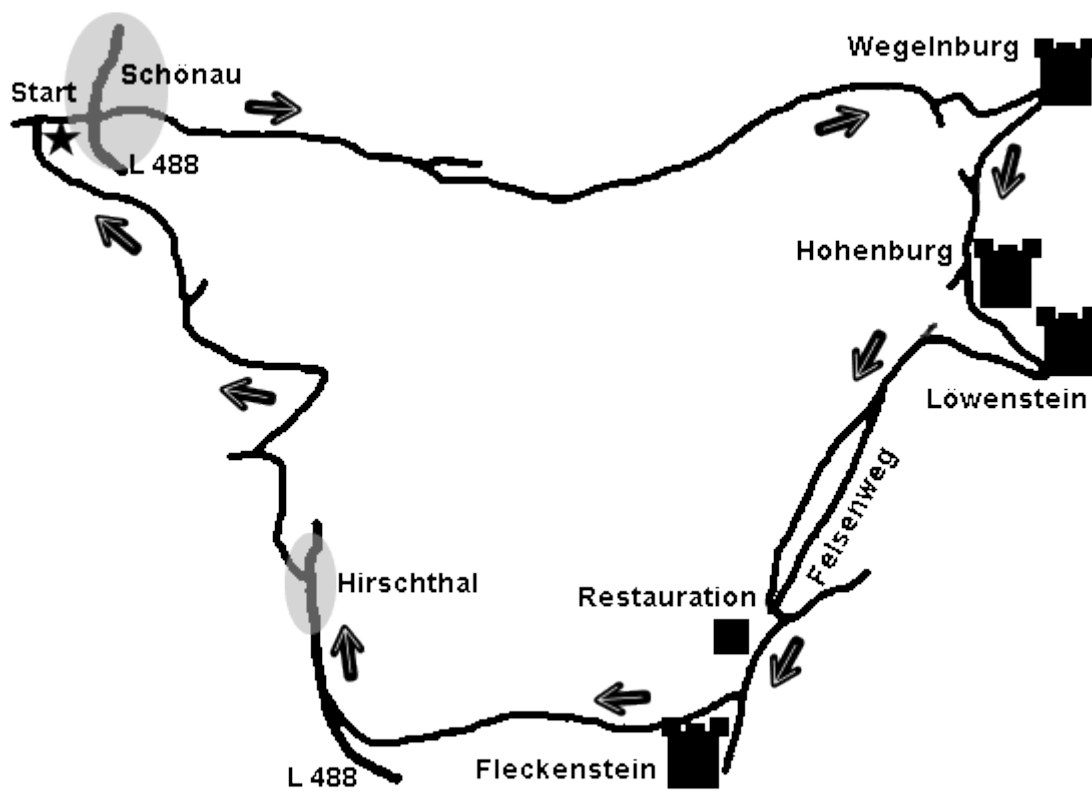 Wegelnburg
Schönau
Start
L 488
Hohenburg
Löwenstein
Felsenweg
Restauration
Hirschthal
Fleckenstein
L 488